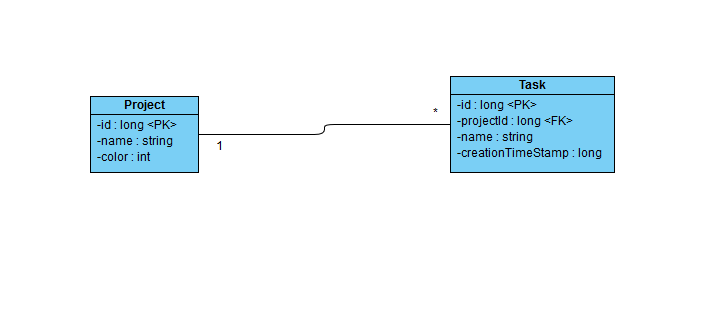 Project
-id : long <PK>
-name : string
-color : int
1
*
Task
-id : long <PK>
-projectId : long <FK>
-name : string
-creationTimeStamp : long